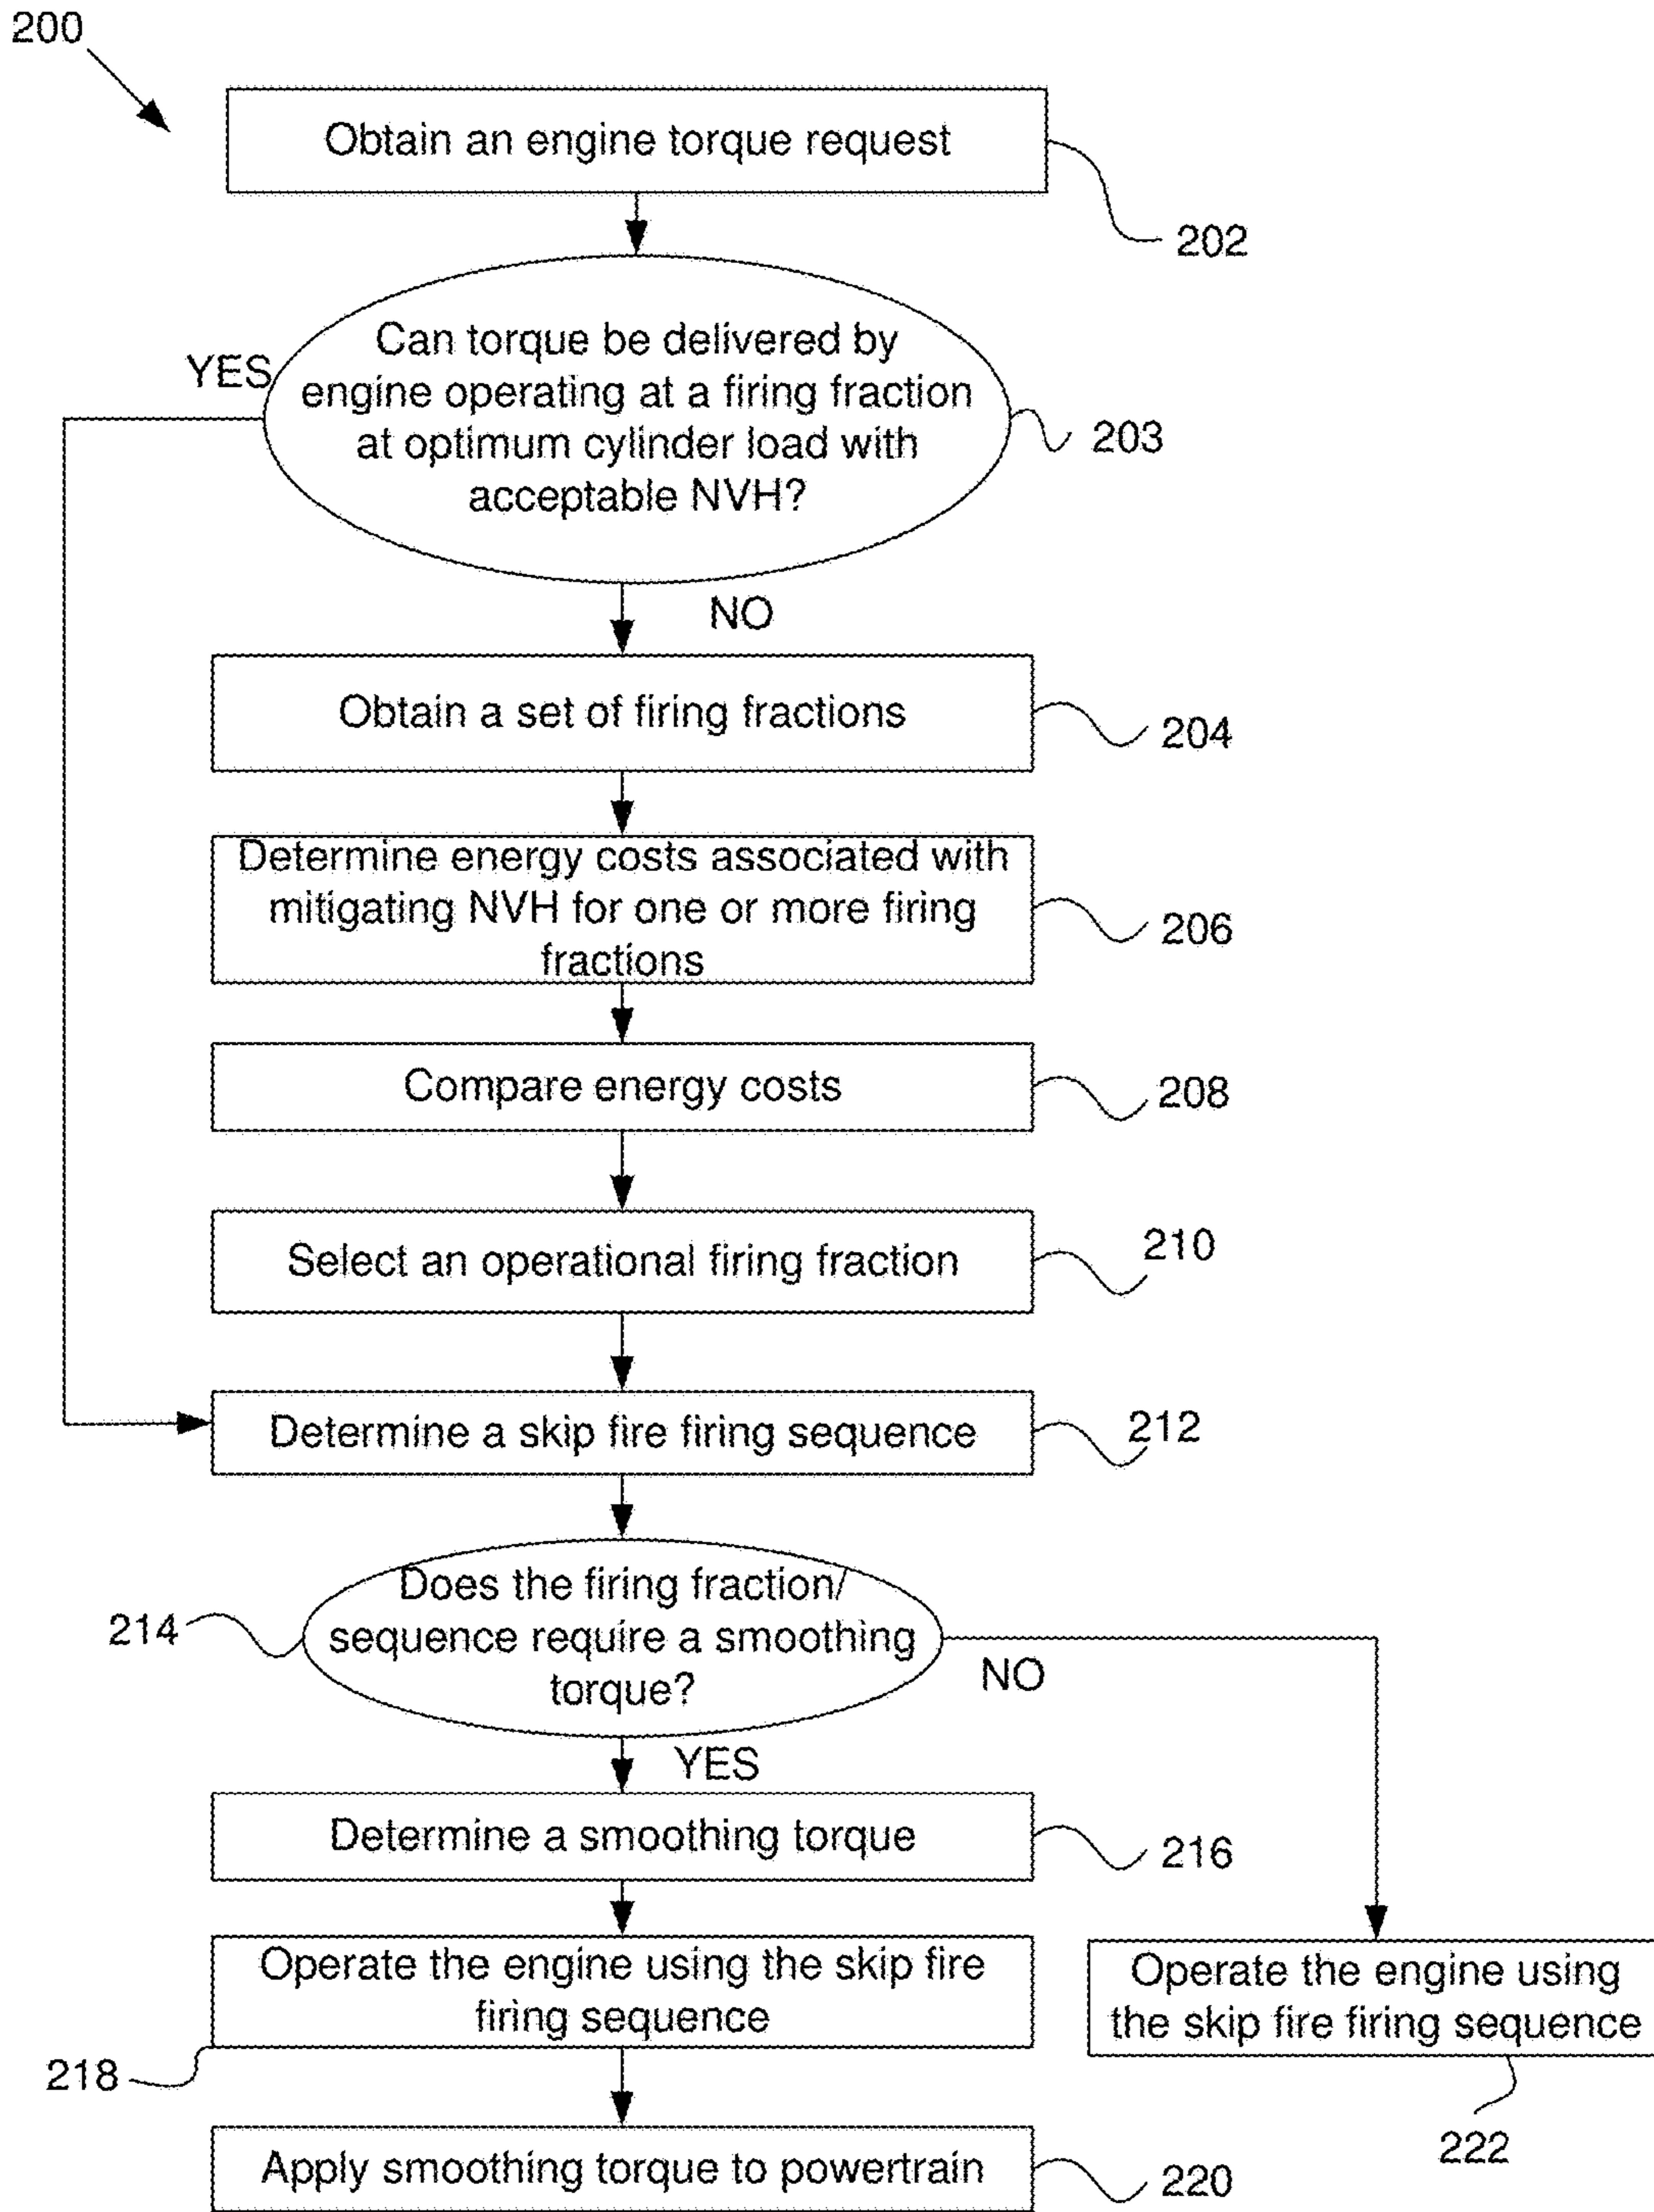 200
Obtain an engine torque request
202
Can torque be delivered by
YES
engine operating at a firing fraction
at optimum cylinder load with
203
acceptable NVH?
NO
Obtain a set of firing fractions
204
Determine energy costs associated with
mitigating NVH for one or more firing
fractions
206
Compare energy costs
208
Select an operational firing fraction
210
Determine a skip fire firing sequence
212
Does the firing fraction/
sequence require a smoothing
torque?
214
NO
YES
Determine a smoothing torque
216
Operate the engine using the skip fire
firing sequence
218
Operate the engine using
the skip fire firing sequence
222
Apply smoothing torque to powertrain
220